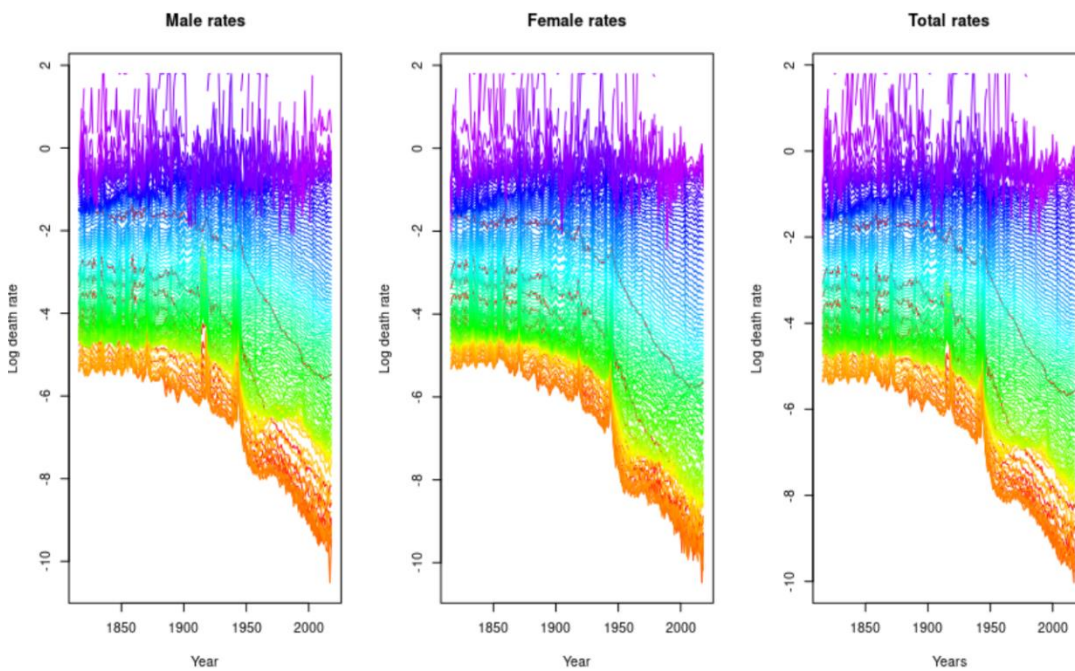 Male rates
Female rates
Total rates
Log death rate
2
0
-2
-4
-6
-8
-10
1850 1900 1950 2000
Year
Log death rate
2
0
-2
-4
-6
-8
-10
1850 1900 1950 2000
Year
Log death rate
2
0
-2
-4
-6
-8
-10
1850 1900 1950 2000
Years